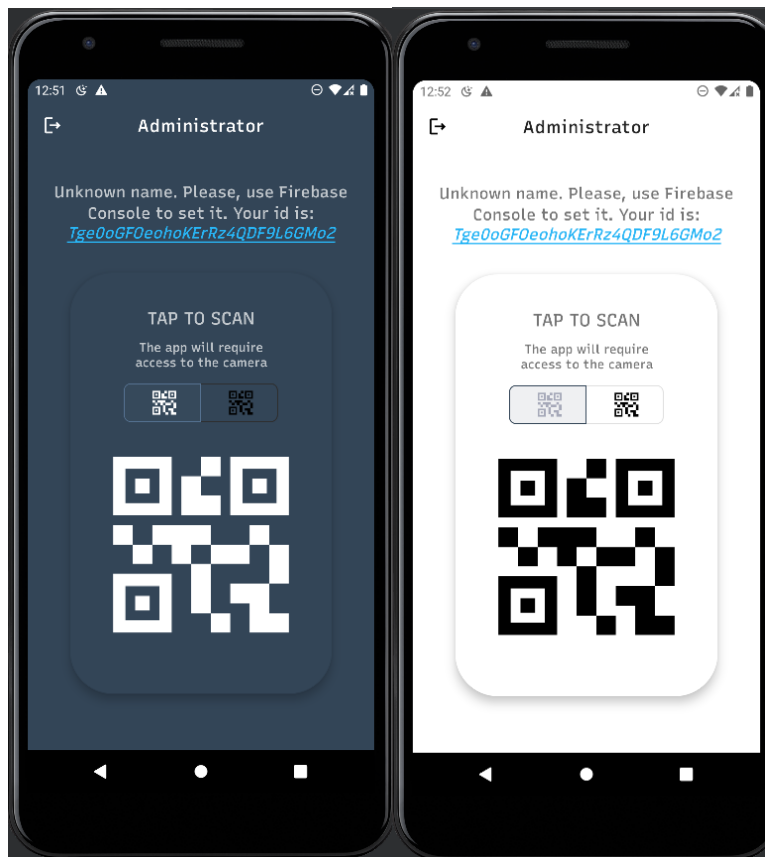 12:51
Administrator
Unknown name. Please, use Firebase
Console to set it. Your id is:
Tge0oGFOeohoKErRz4QDF9L6GMo2
TAP TO SCAN
The app will require
access to the camera
12:52
Administrator
Unknown name. Please, use Firebase
Console to set it. Your id is:
Tge0oGFOeohoKErRz4QDF9L6GMo2
TAP TO SCAN
The app will require
access to the camera